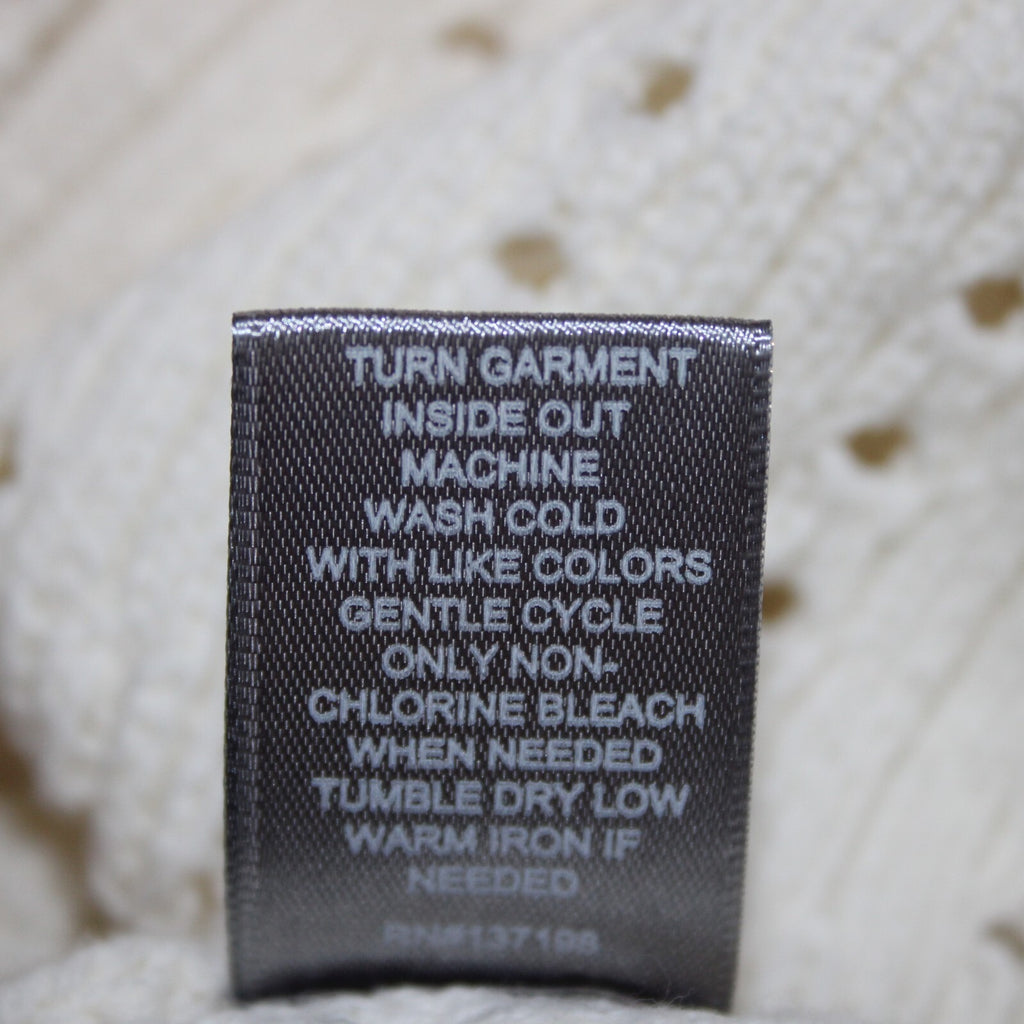 TURN GARMENT
INSIDE OUT
MACHINE
WASH COLD
WITH LIKE COLORS
GENTLE CYCLE
ONLY NON-
CHLORINE BLEACH
WHEN NEEDED
TUMBLE DRY LOW
WARM IRON IF
NEEDED